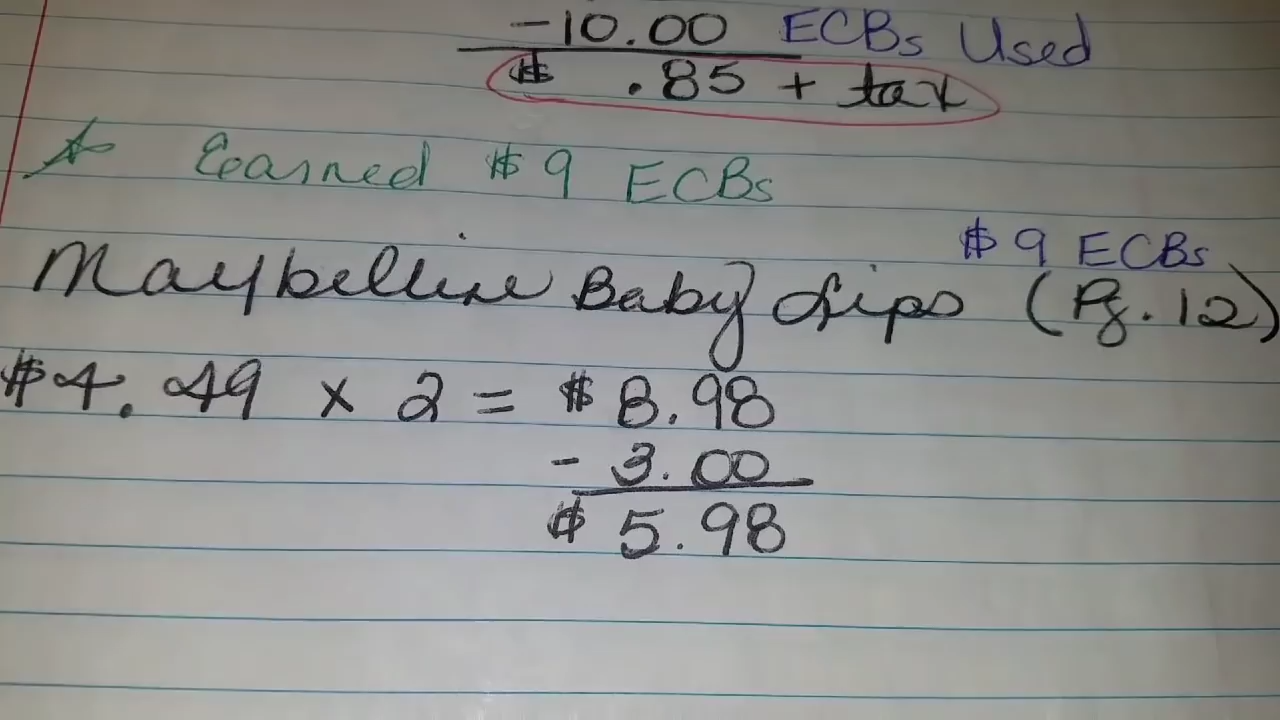 -10.00 ECBs Used
$ .85 + tax
Earned $9 ECBs
$9 ECBs
Maybelline Baby Lips (Pg. 12)
$4.49 x 2 = $8.98
- 3.00
$ 5.98